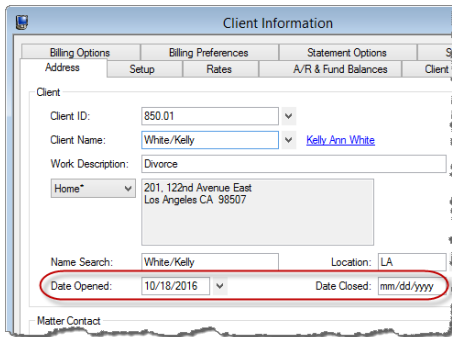 Client Information
Billing Options Billing Preferences Statement Options
Address Setup Rates A/R & Fund Balances Client
Client
Client ID: 850.01
Client Name: White/Kelly Kelly Ann White
Work Description: Divorce
Home* 201, 122nd Avenue East
Los Angeles CA 98507
Name Search: White/Kelly Location: LA
Date Opened: 10/18/2016 Date Closed: mm/dd/yyyy
Matter Contact